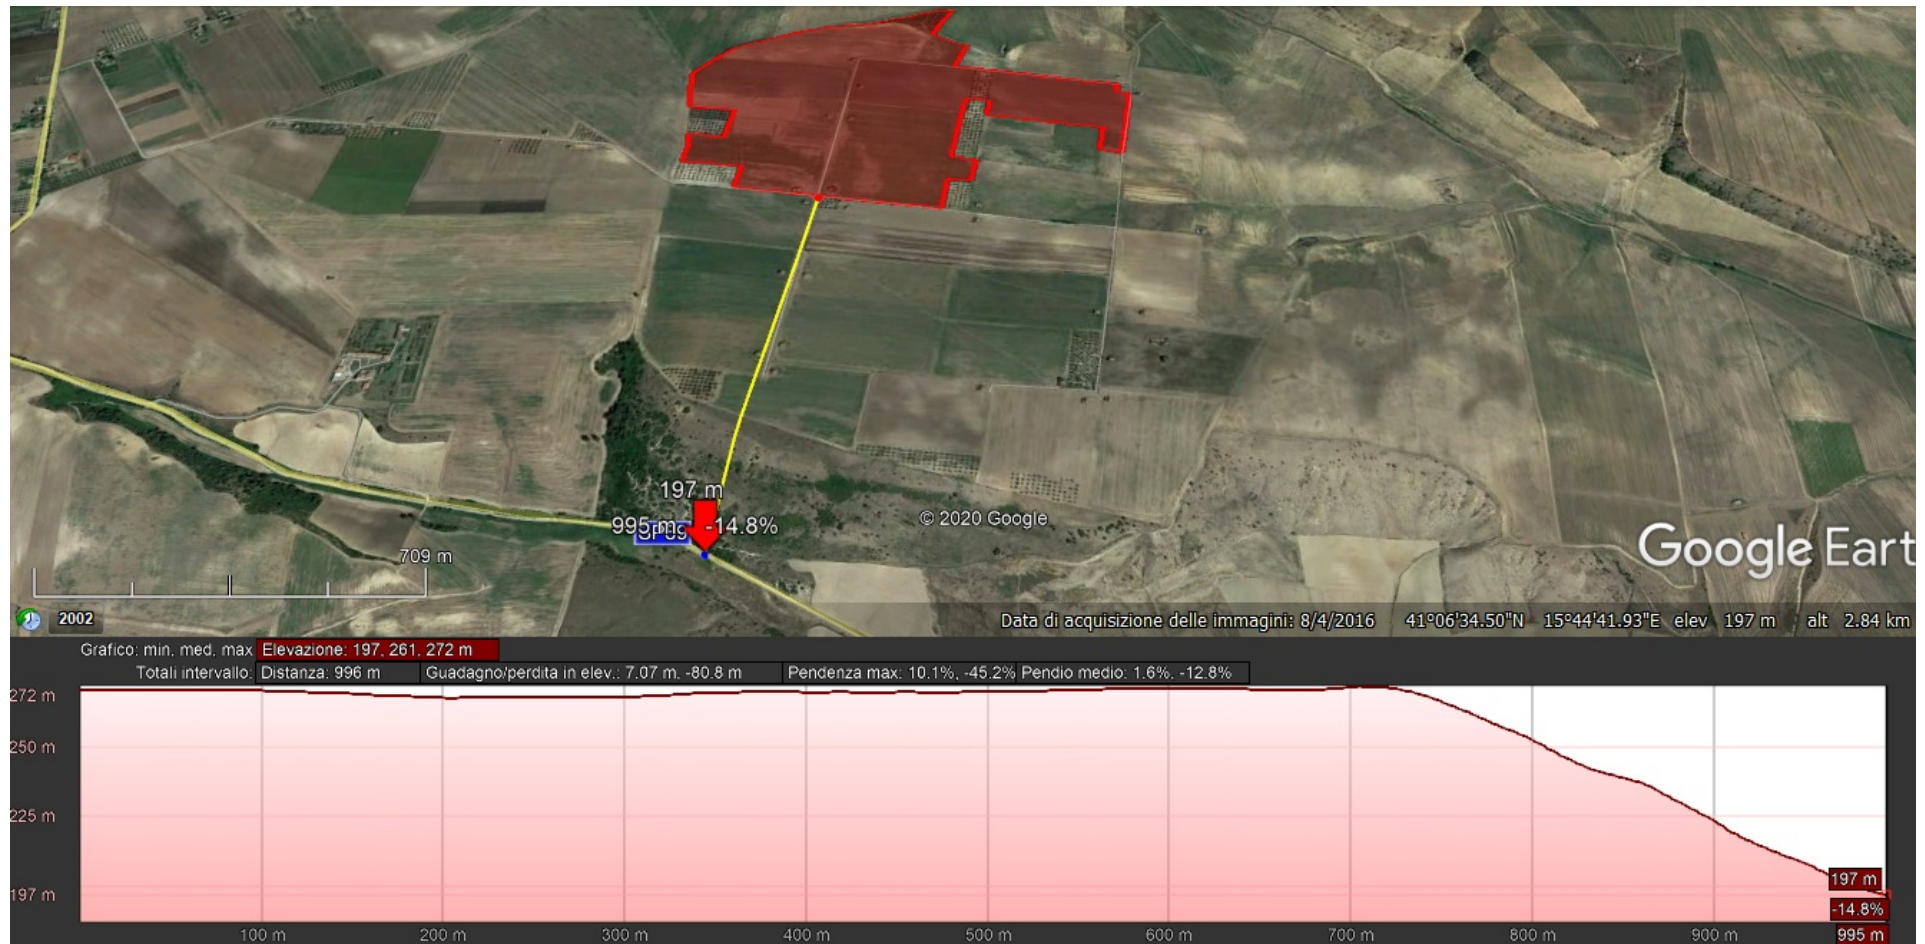 197 m
995 m
-14.8%
© 2020 Google
Google Eart
709 m
2002
Data di acquisizione delle immagini: 8/4/2016 41°06'34.50"N 15°44'41.93"E elev 197 m alt 2.84 km
Grafico: min, med, max Elevazione: 197, 261, 272 m
Totali intervallo: Distanza: 996 m Guadagno/perdita in elev.: 7.07 m, -80.8 m Pendenza max: 10.1%, -45.2% Pendio medio: 1.6%, -12.8%
272 m
250 m
225 m
197 m
197 m
-14.8%
100 m 200 m 300 m 400 m 500 m 600 m 700 m 800 m 900 m 995 m